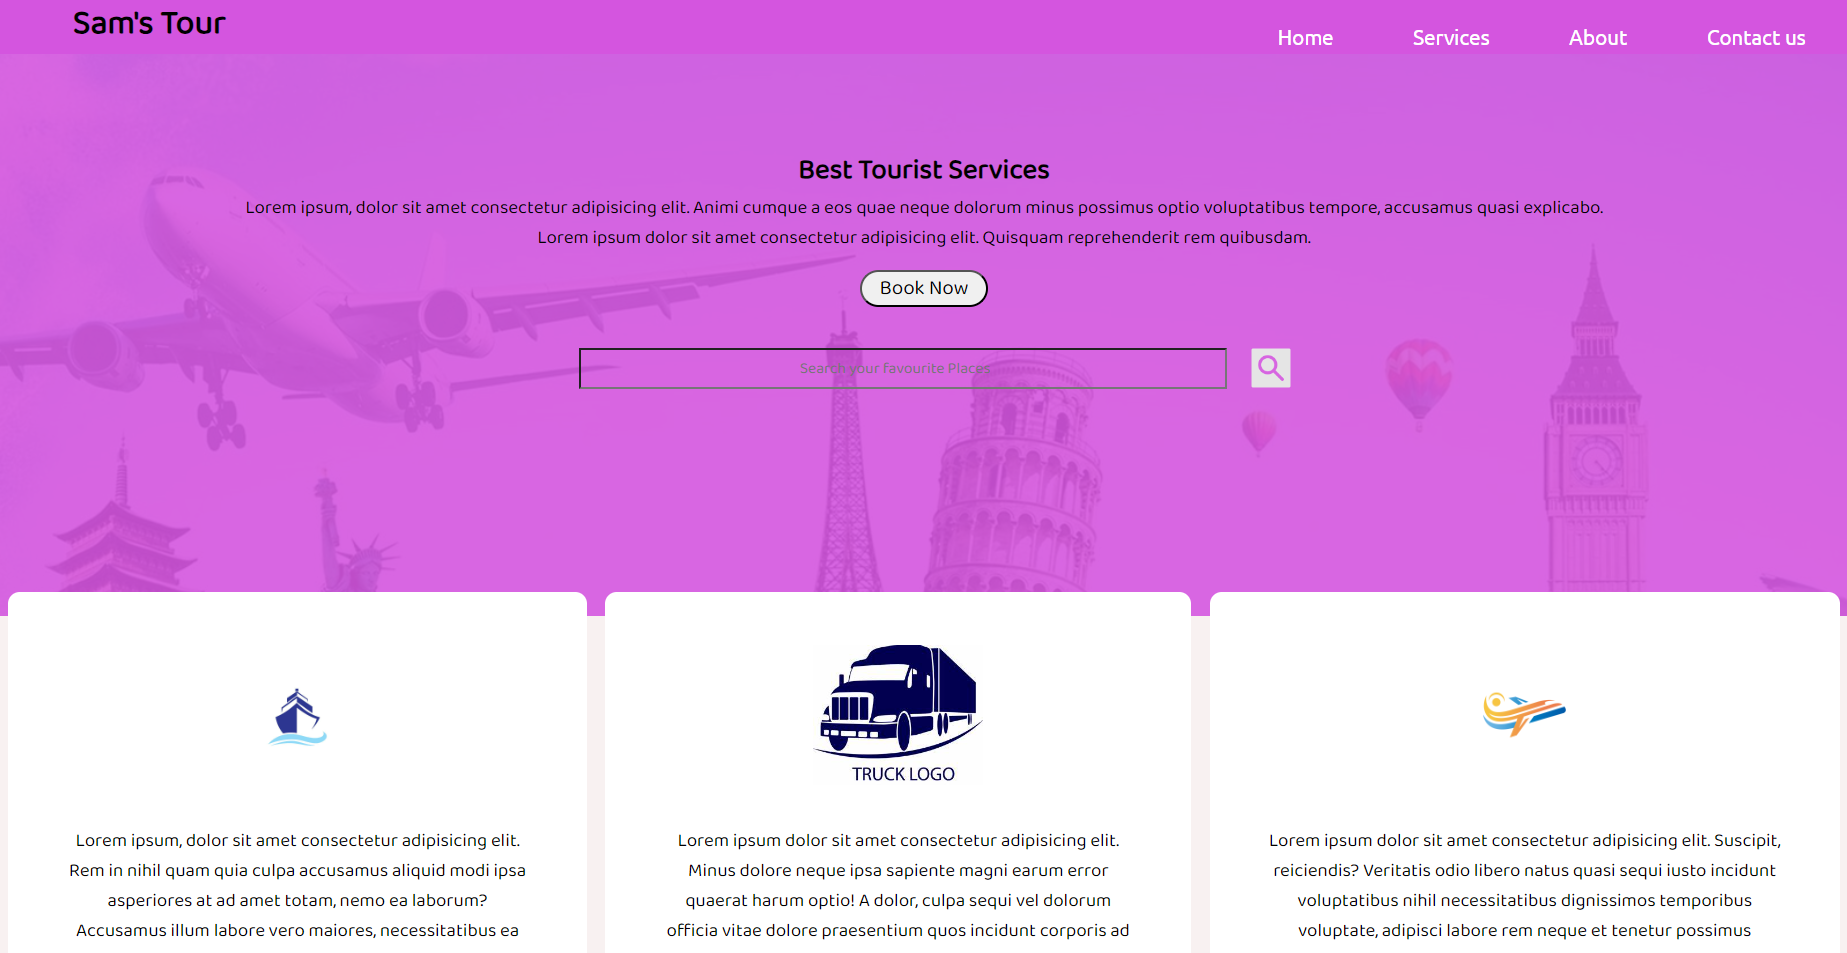 Sam's Tour
Home Services About Contact us
Best Tourist Services
Lorem ipsum, dolor sit amet consectetur adipisicing elit. Animi cumque a eos quae neque dolorum minus possimus optio voluptatibus tempore, accusamus quasi explicabo.
Lorem ipsum dolor sit amet consectetur adipisicing elit. Quisquam reprehenderit rem quibusdam.
Book Now
Search your favourite Places
TRUCK LOGO
Lorem ipsum, dolor sit amet consectetur adipisicing elit.
Rem in nihil quam quia culpa accusamus aliquid modi ipsa
asperiores at ad amet totam, nemo ea laborum?
Accusamus illum labore vero maiores, necessitatibus ea
Lorem ipsum dolor sit amet consectetur adipisicing elit.
Minus dolore neque ipsa sapiente magni earum error
quaerat harum optio! A dolor, culpa sequi vel dolorum
officia vitae dolore praesentium quos incidunt corporis ad
Lorem ipsum dolor sit amet consectetur adipisicing elit. Suscipit,
reiciendis? Veritatis odio libero natus quasi sequi iusto incidunt
voluptatibus nihil necessitatibus dignissimos temporibus
voluptate, adipisci labore rem neque et tenetur possimus